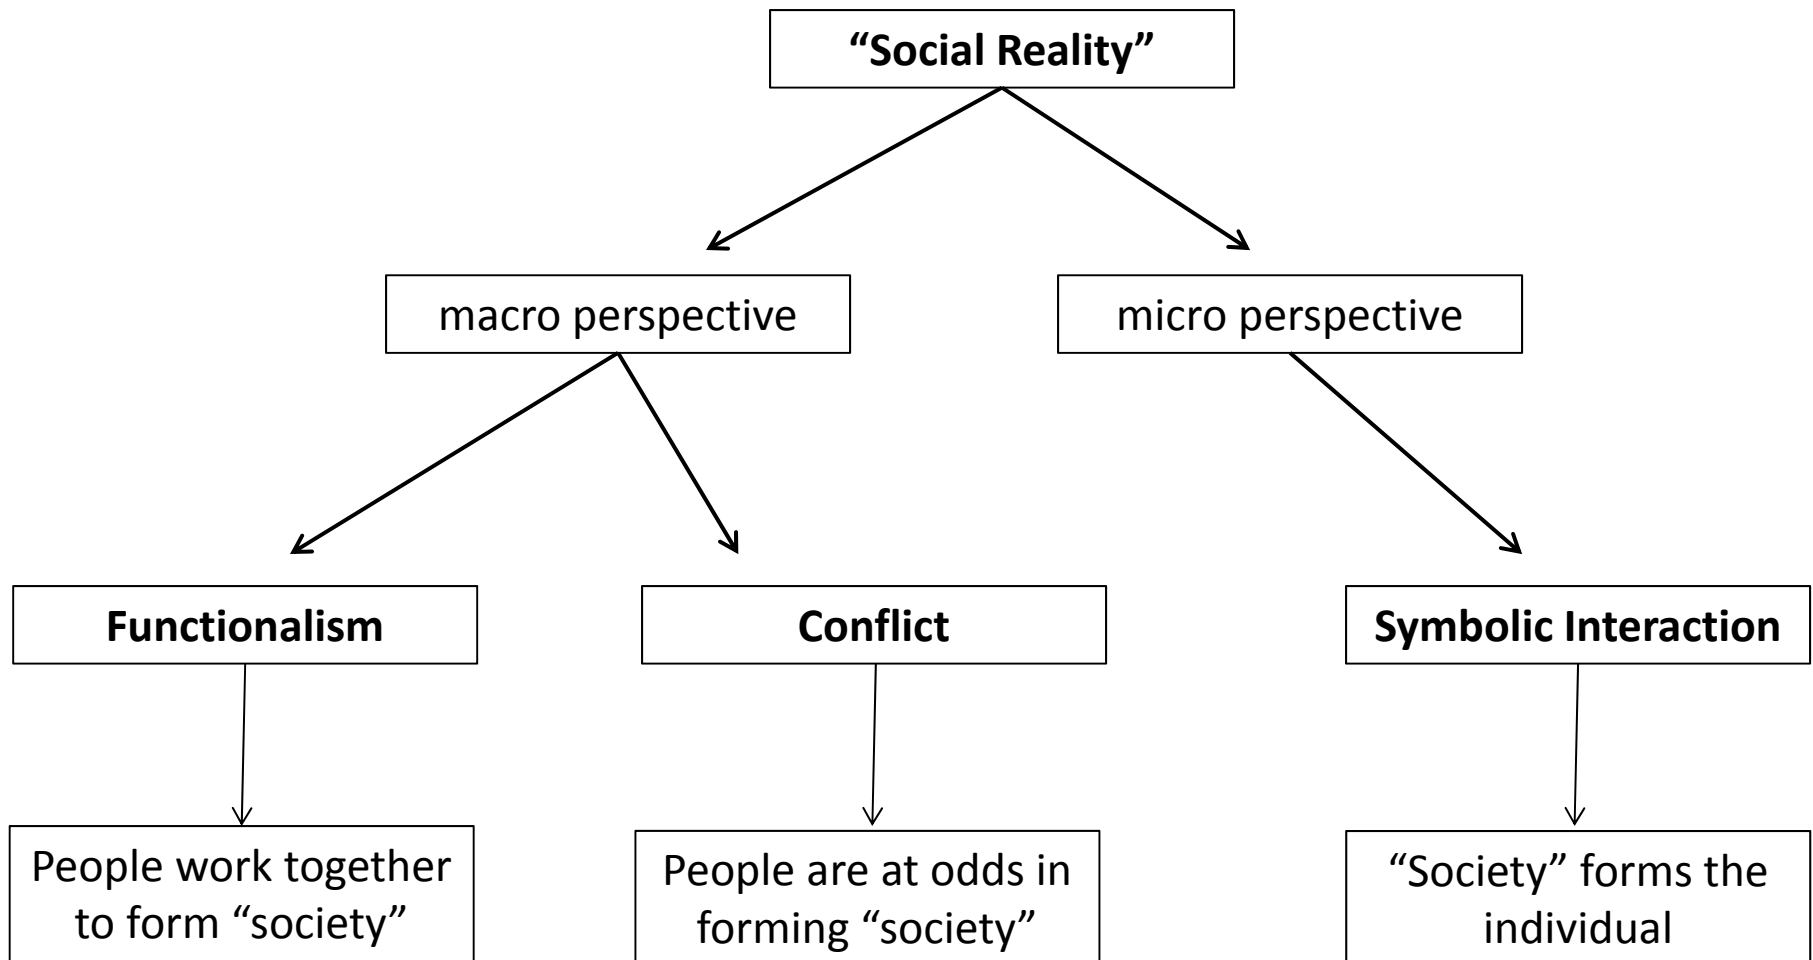 “Social Reality”
macro perspective
micro perspective
Functionalism
Conflict
Symbolic Interaction
People work together
to form “society”
People are at odds in
forming “society”
“Society” forms the
individual